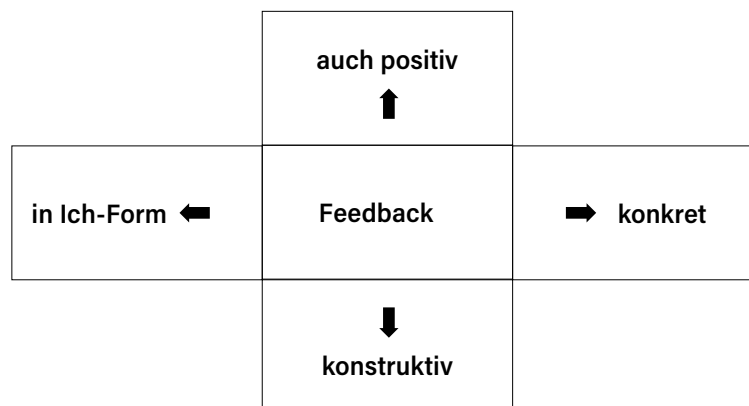 auch positiv
in Ich-Form
Feedback
konkret
konstruktiv